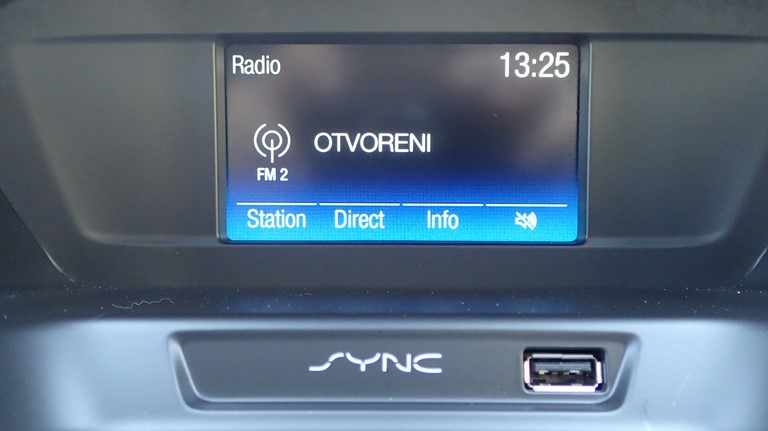 Radio 13:25
OTVORENI
FM 2
Station Direct Info
SYNC